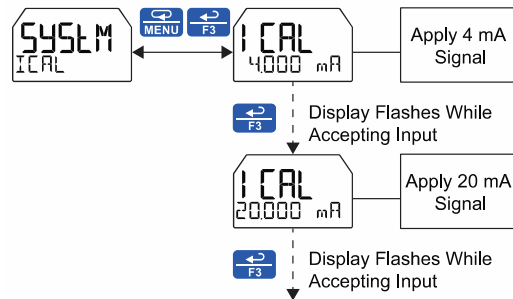 SYSTEM
ICAL
MENU
F3
I CAL
4.000 mA
Apply 4 mA
Signal
F3
Display Flashes While
Accepting Input
I CAL
20.000 mA
Apply 20 mA
Signal
F3
Display Flashes While
Accepting Input